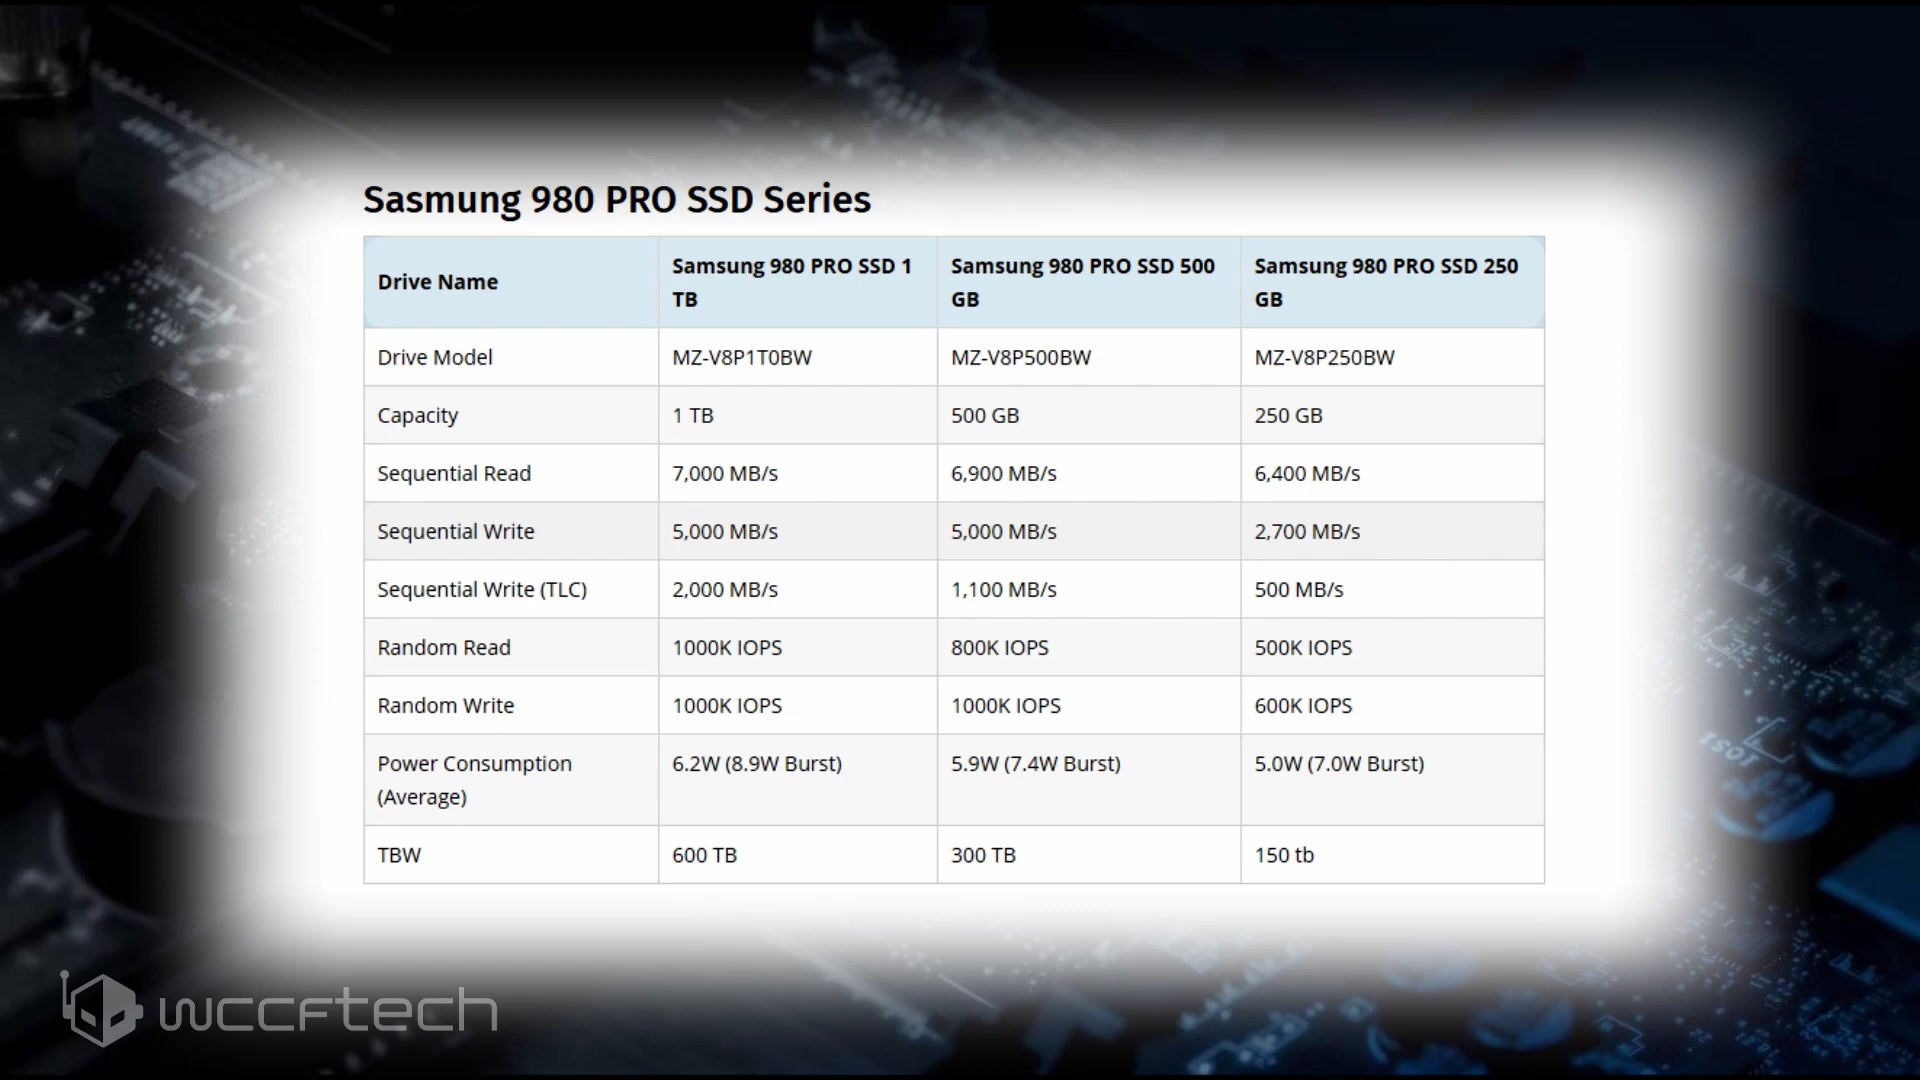 Sasmung 980 PRO SSD Series
Drive Name
Samsung 980 PRO SSD 1
TB
Samsung 980 PRO SSD 500
GB
Samsung 980 PRO SSD 250
GB
Drive Model MZ-V8P1T0BW MZ-V8P500BW MZ-V8P250BW
Capacity 1 TB 500 GB 250 GB
Sequential Read 7,000 MB/s 6,900 MB/s 6,400 MB/s
Sequential Write 5,000 MB/s 5,000 MB/s 2,700 MB/s
Sequential Write (TLC) 2,000 MB/s 1,100 MB/s 500 MB/s
Random Read 1000K IOPS 800K IOPS 500K IOPS
Random Write 1000K IOPS 1000K IOPS 600K IOPS
Power Consumption
(Average)
6.2W (8.9W Burst) 5.9W (7.4W Burst) 5.0W (7.0W Burst)
TBW 600 TB 300 TB 150 tb
wccftech